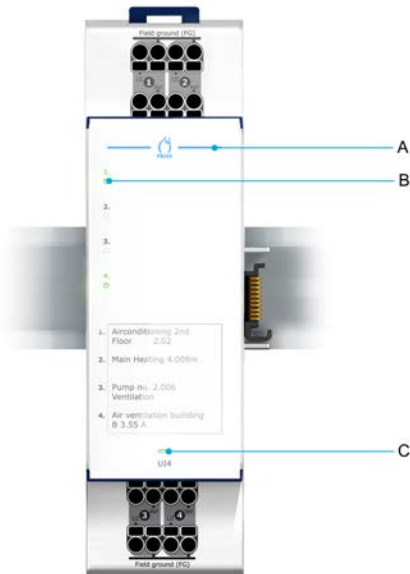 Field ground (FG)
1 2
A
1.
B
2.
3.
4.
1. Airconditioning 2nd
Floor 2.02
2. Main Heating 4.006m
3. Pump no. 2.006
Ventilation
4. Air ventilation building
B 3.55 A
C
UI4
3 4
Field ground (FG)